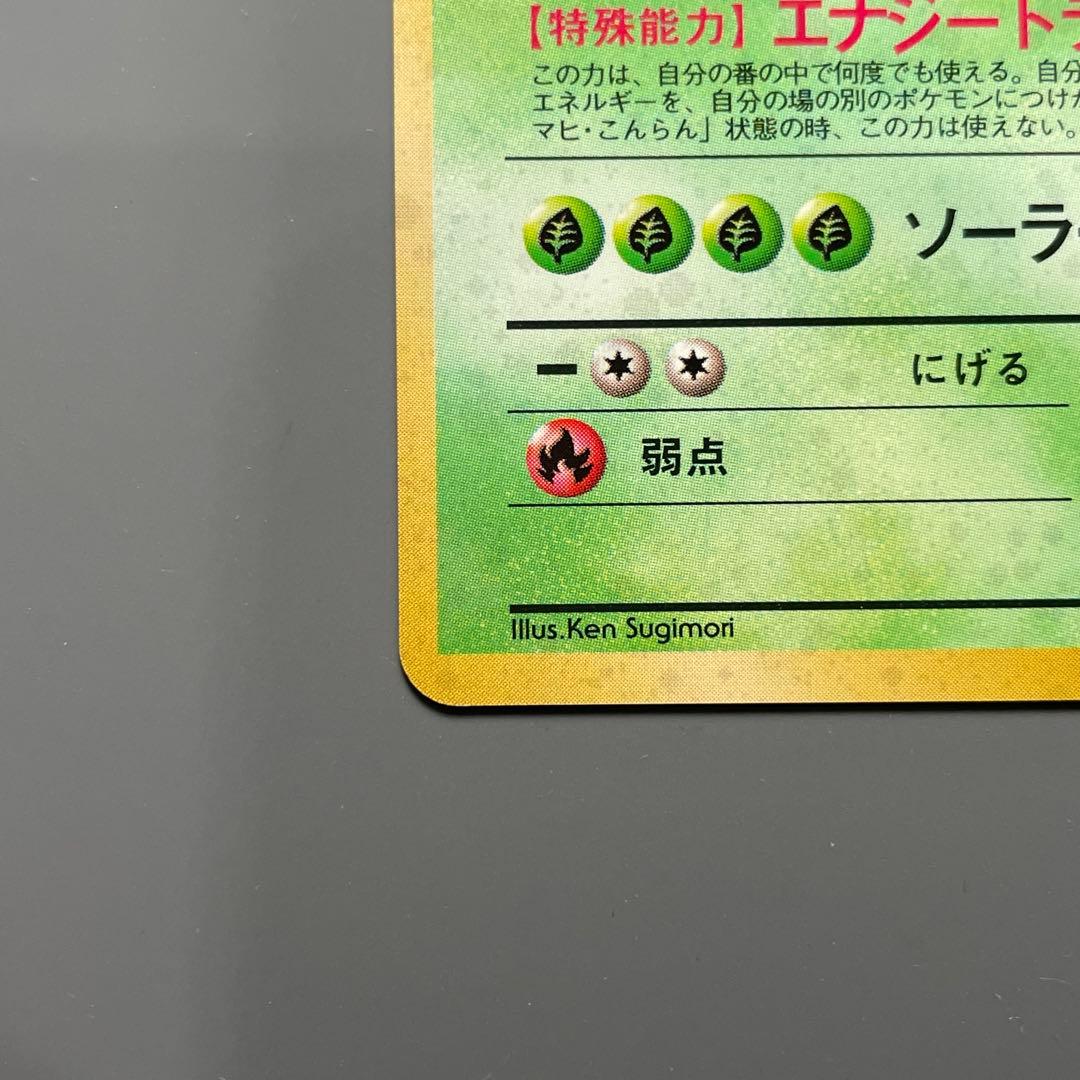 【特殊能力】エナジート
この力は、自分の番の中で何度でも使える。自分
エネルギーを、自分の場の別のポケモンにつけか
マヒ・こんらん」状態の時、この力は使えない。
ソーラー
にげる
弱点
Illus.Ken Sugimori